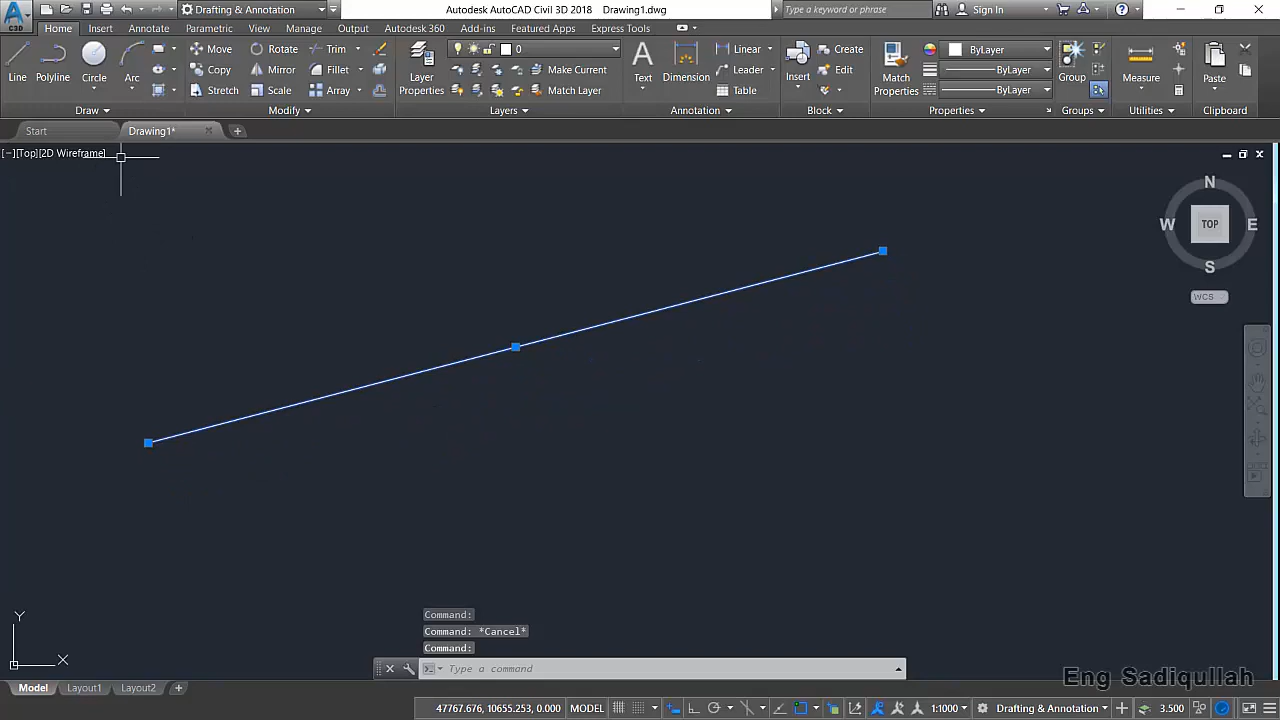 Drafting & Annotation
Autodesk AutoCAD Civil 3D 2018 Drawing1.dwg
Type a keyword or phrase
Sign In
C3D
Home Insert Annotate Parametric View Manage Output Autodesk 360 Add-ins Featured Apps Express Tools
Line Polyline Circle Arc
Move Rotate Trim
Copy Mirror Fillet
Stretch Scale Array
Layer Properties
0
Make Current
Match Layer
Text Dimension
Linear
Leader
Table
Insert
Create
Edit
Match Properties
ByLayer
ByLayer
ByLayer
Group
Measure
Paste
Draw Modify Layers Annotation Block Properties Groups Utilities Clipboard
Start Drawing1*
[−][Top][2D Wireframe]
N
W TOP E
S
WCS
Y
X
Command:
Command: *Cancel*
Command:
Type a command
Eng Sadiqullah
Model Layout1 Layout2
47767.676, 10655.253, 0.000 MODEL 1:1000 Drafting & Annotation 3.500